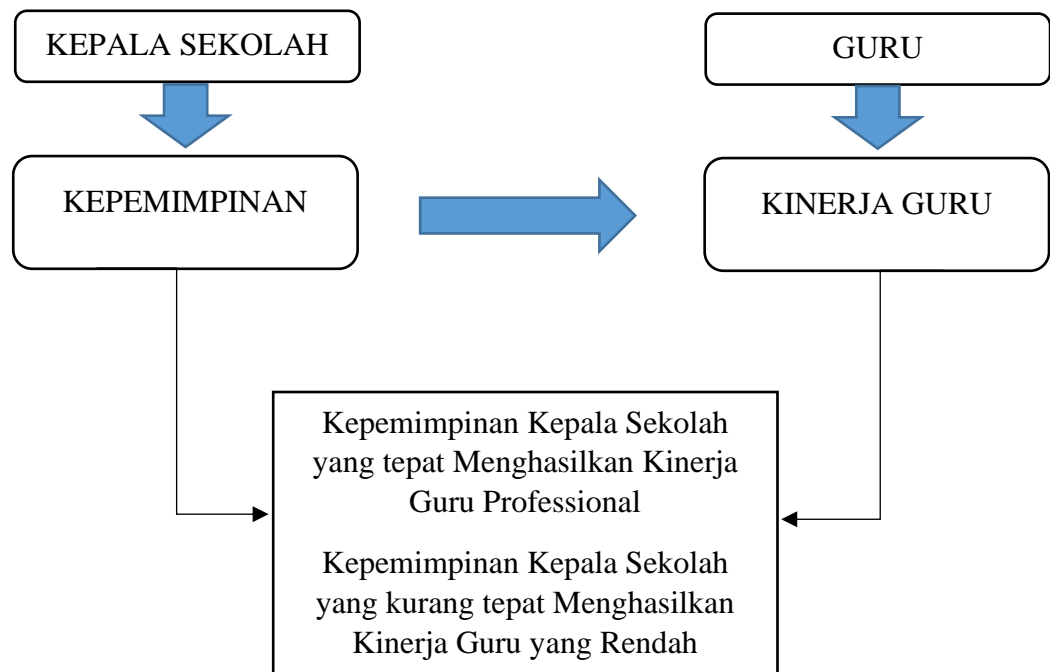 KEPALA SEKOLAH
GURU
KEPEMIMPINAN
KINERJA GURU
Kepemimpinan Kepala Sekolah
yang tepat Menghasilkan Kinerja
Guru Professional
Kepemimpinan Kepala Sekolah
yang kurang tepat Menghasilkan
Kinerja Guru yang Rendah